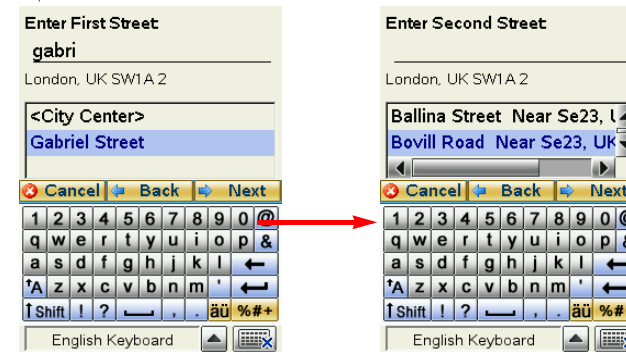 Enter First Street:
gabri
London, UK SW1A 2
<City Center>
Gabriel Street
Cancel Back Next
1 2 3 4 5 6 7 8 9 0 @
q w e r t y u i o p &
a s d f g h j k l ←
↑A z x c v b n m ' ↵
↑Shift ! ? , . äü %#+
English Keyboard
Enter Second Street:
London, UK SW1A 2
Ballina Street Near Se23, U
Bovill Road Near Se23, UK
Cancel Back Next
1 2 3 4 5 6 7 8 9 0 @
q w e r t y u i o p &
a s d f g h j k l ←
↑A z x c v b n m ' ↵
↑Shift ! ? , . äü %#
English Keyboard